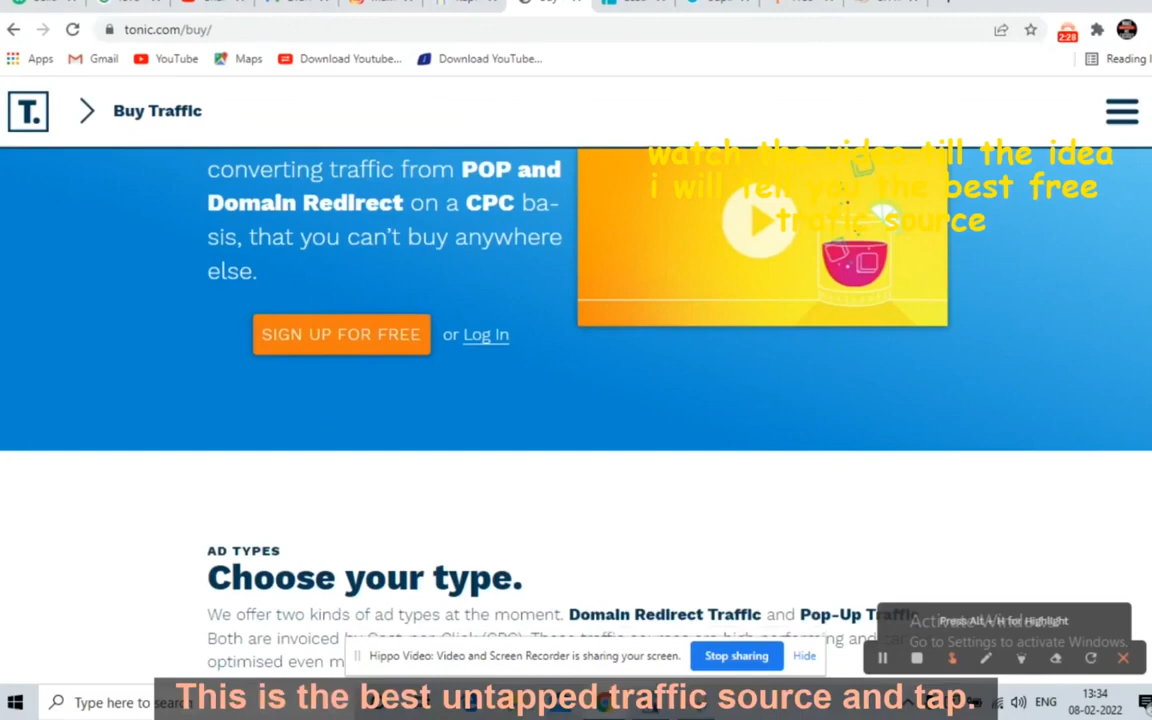 tonic.com/buy/
2:28
Apps
Gmail
YouTube
Maps
Download Youtube...
Download YouTube...
Reading l
T.
Buy Traffic
converting traffic from POP and
Domain Redirect on a CPC ba-
sis, that you can't buy anywhere
else.
watch the video till the idea
i will tell you the best free
trafic source
SIGN UP FOR FREE
or Log In
AD TYPES
Choose your type.
We offer two kinds of ad types at the moment, Domain Redirect Traffic and Pop-Up Traffic.
Both are invoiced by Cost per Click (CPC). These traffic sources are high performing and can
optimised even m
Press Alt + H for Highlight
Go to Settings to activate Windows.
Hippo Video: Video and Screen Recorder is sharing your screen.
Stop sharing
Hide
This is the best untapped traffic source and tap.
Type here to search
ENG
13:34
08-02-2022